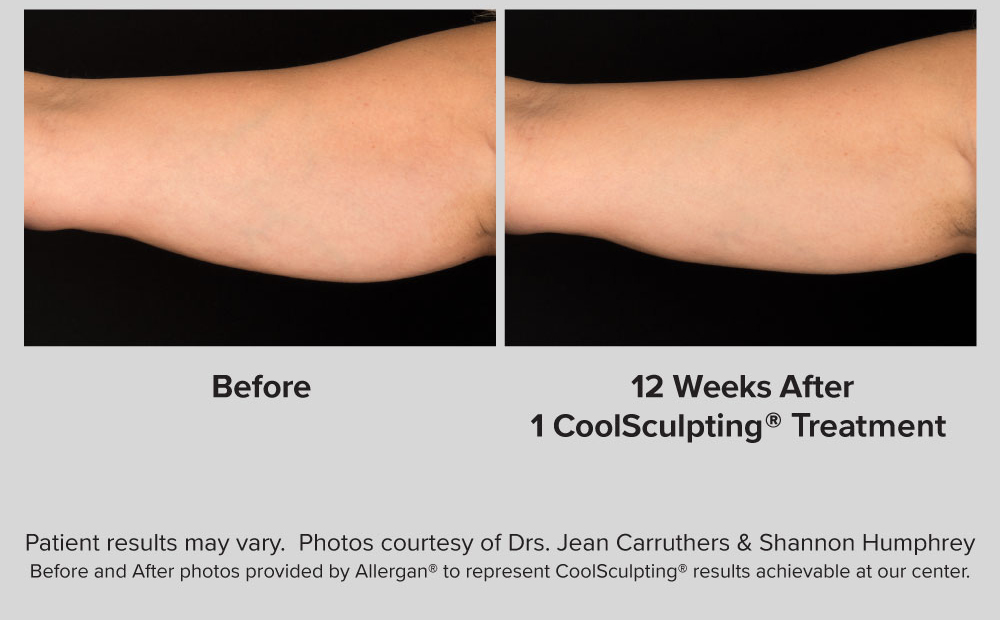 Before
12 Weeks After
1 CoolSculpting® Treatment
Patient results may vary. Photos courtesy of Drs. Jean Carruthers & Shannon Humphrey
Before and After photos provided by Allergan® to represent CoolSculpting® results achievable at our center.